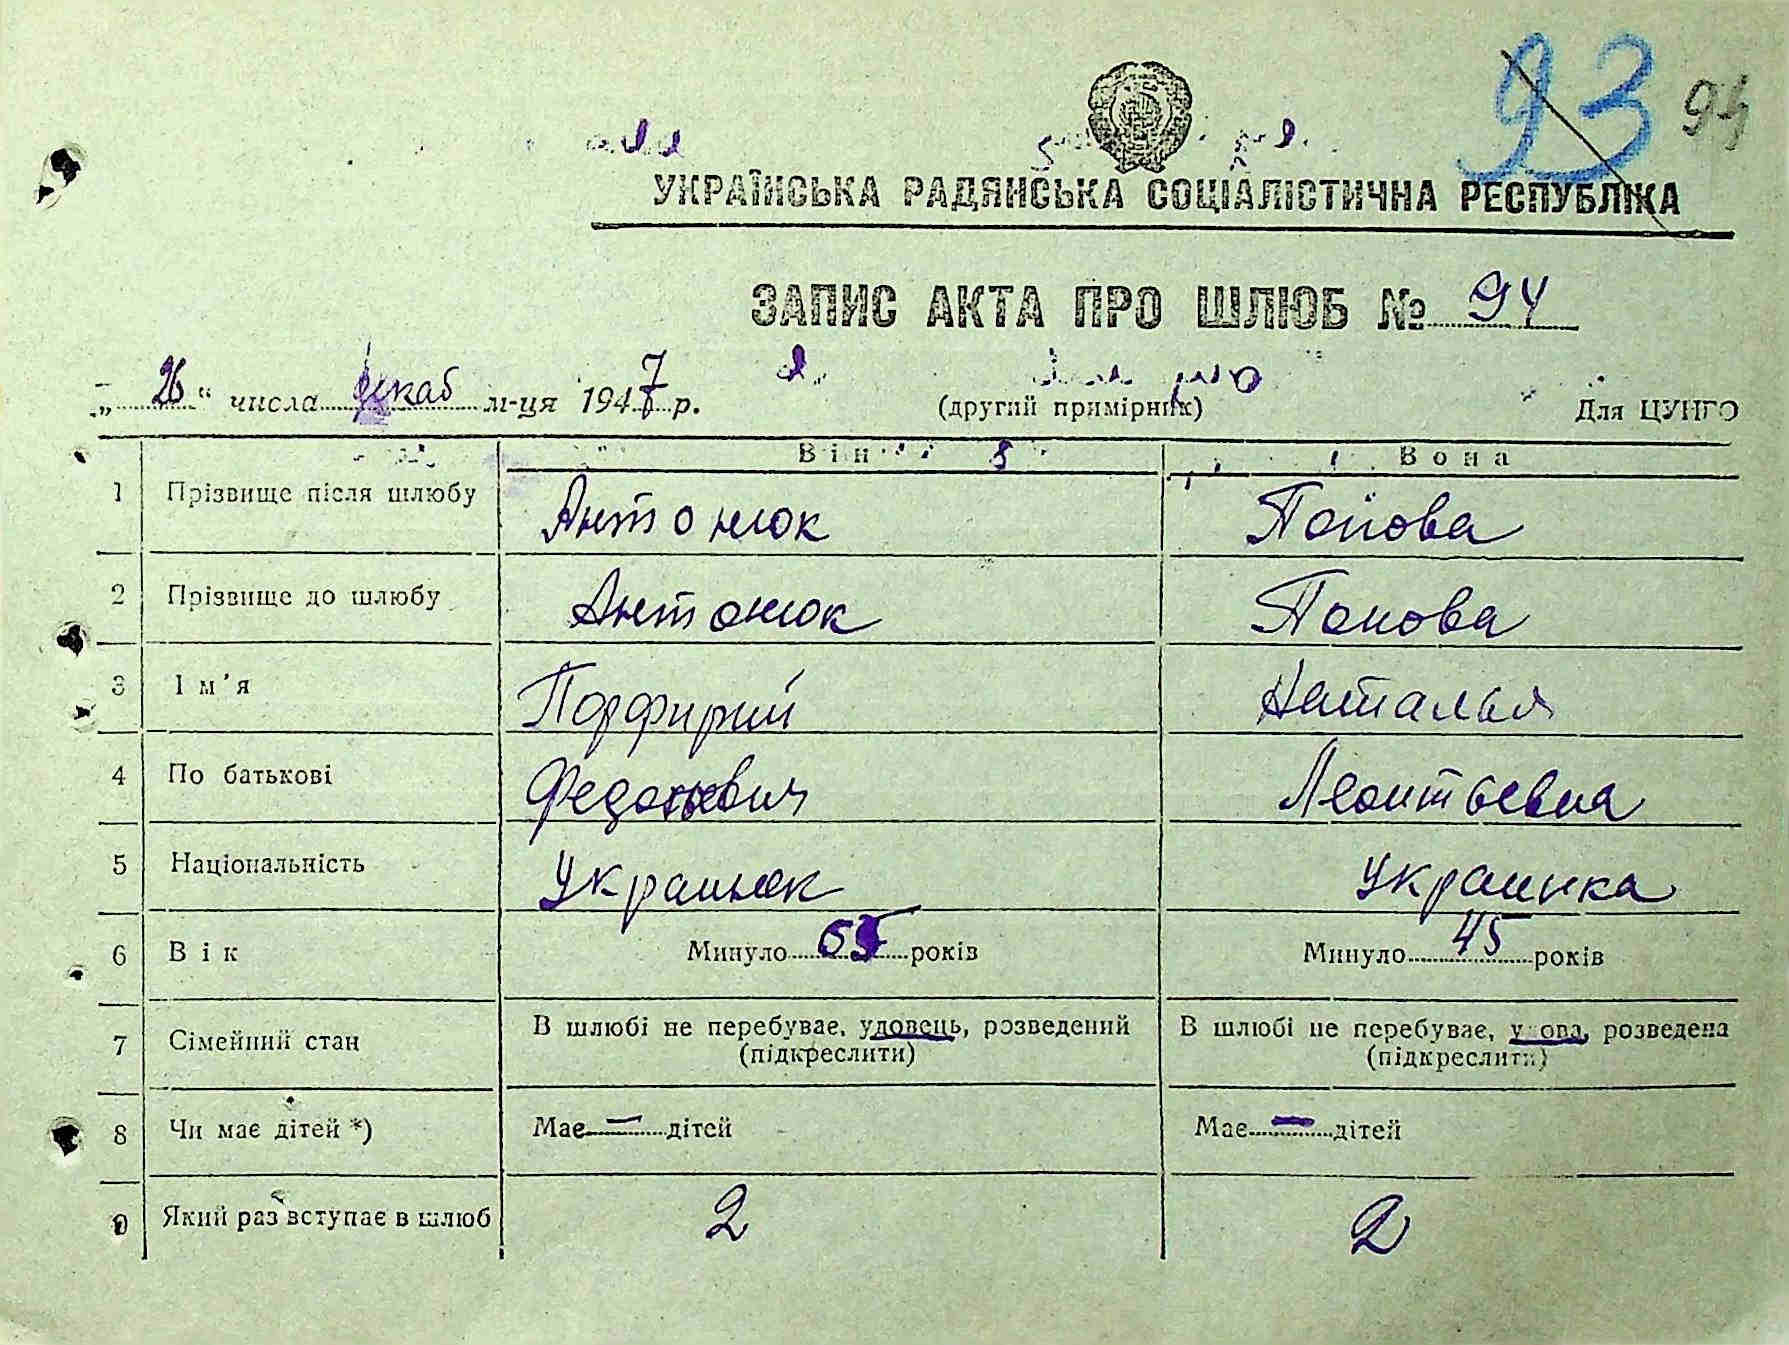 93 94
УКРАЇНСЬКА РАДЯНСЬКА СОЦІАЛІСТИЧНА РЕСПУБЛІКА
ЗАПИС АКТА ПРО ШЛЮБ № 94
„26“ числа декаб м-ця 1947 р. (другий примірник) Для ЦУНГО
Він Вона
1 Прізвище після шлюбу Антонюк Попова
2 Прізвище до шлюбу Антонюк Попова
3 Ім'я Порфирий Наталья
4 По батькові Леонтьевна
5 Національність Украинск Украинка
6 Вік Минуло років Минуло 45 років
7 Сімейний стан В шлюбі не перебуває, удовець, розведений В шлюбі не перебуває, удова, розведена
(підкреслити) (підкреслити)
8 Чи має дітей *) Має — дітей Має — дітей
9 Який раз вступає в шлюб 2 2